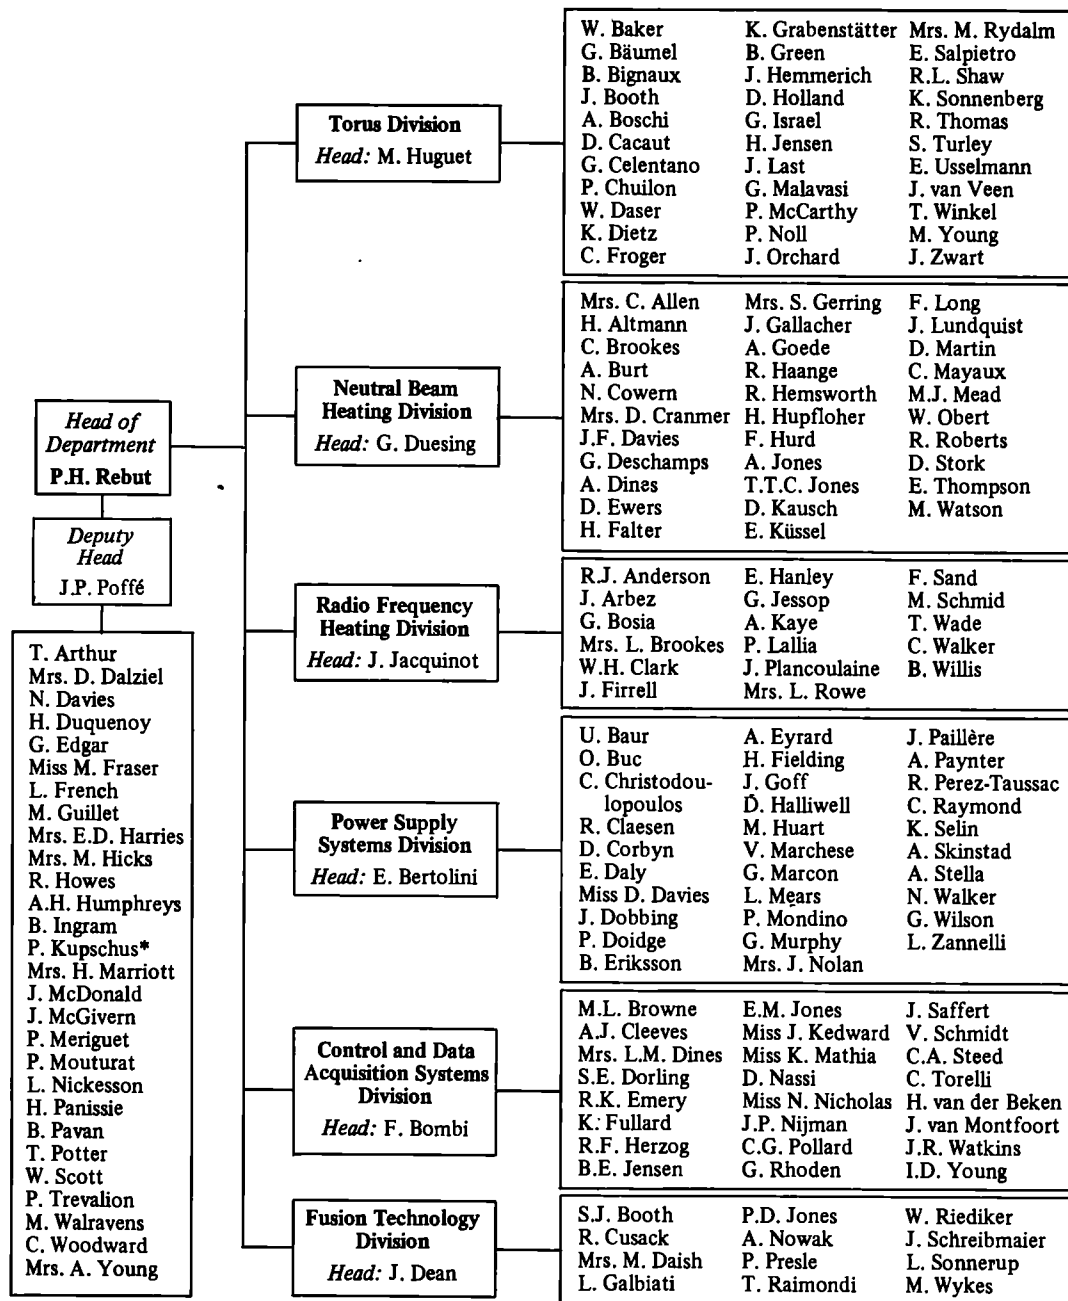 Head of
Department
P.H. Rebut
Deputy
Head
J.P. Poffé
T. Arthur
Mrs. D. Dalziel
N. Davies
H. Duquenoy
G. Edgar
Miss M. Fraser
L. French
M. Guillet
Mrs. E.D. Harries
Mrs. M. Hicks
R. Howes
A.H. Humphreys
B. Ingram
P. Kupschus*
Mrs. H. Marriott
J. McDonald
J. McGivern
P. Meriguet
P. Mouturat
L. Nickesson
H. Panissie
B. Pavan
T. Potter
W. Scott
P. Trevalion
M. Walravens
C. Woodward
Mrs. A. Young
Torus Division
Head: M. Huguet
W. Baker
G. Bäumel
B. Bignaux
J. Booth
A. Boschi
D. Cacaut
G. Celentano
P. Chuilon
W. Daser
K. Dietz
C. Froger
K. Grabenstätter
B. Green
J. Hemmerich
D. Holland
G. Israel
H. Jensen
J. Last
G. Malavasi
P. McCarthy
P. Noll
J. Orchard
Mrs. M. Rydalm
E. Salpietro
R.L. Shaw
K. Sonnenberg
R. Thomas
S. Turley
E. Usselmann
J. van Veen
T. Winkel
M. Young
J. Zwart
Neutral Beam
Heating Division
Head: G. Duesing
Mrs. C. Allen
H. Altmann
C. Brookes
A. Burt
N. Cowern
Mrs. D. Cranmer
J.F. Davies
G. Deschamps
A. Dines
D. Ewers
H. Falter
Mrs. S. Gerring
J. Gallacher
A. Goede
R. Haange
R. Hemsworth
H. Hupfloher
F. Hurd
A. Jones
T.T.C. Jones
D. Kausch
E. Küssel
F. Long
J. Lundquist
D. Martin
C. Mayaux
M.J. Mead
W. Obert
R. Roberts
D. Stork
E. Thompson
M. Watson
Radio Frequency
Heating Division
Head: J. Jacquinot
R.J. Anderson
J. Arbez
G. Bosia
Mrs. L. Brookes
W.H. Clark
J. Firrell
E. Hanley
G. Jessop
A. Kaye
P. Lallia
J. Plancoulaine
Mrs. L. Rowe
F. Sand
M. Schmid
T. Wade
C. Walker
B. Willis
Power Supply
Systems Division
Head: E. Bertolini
U. Baur
O. Buc
C. Christodou-
lopoulos
R. Claesen
D. Corbyn
E. Daly
Miss D. Davies
J. Dobbing
P. Doidge
B. Eriksson
A. Eyrard
H. Fielding
J. Goff
D. Halliwell
M. Huart
V. Marchese
G. Marcon
L. Mears
P. Mondino
G. Murphy
Mrs. J. Nolan
J. Paillère
A. Paynter
R. Perez-Taussac
C. Raymond
K. Selin
A. Skinstad
A. Stella
N. Walker
G. Wilson
L. Zannelli
Control and Data
Acquisition Systems
Division
Head: F. Bombi
M.L. Browne
A.J. Cleeves
Mrs. L.M. Dines
S.E. Dorling
R.K. Emery
K. Fullard
R.F. Herzog
B.E. Jensen
E.M. Jones
Miss J. Kedward
Miss K. Mathia
D. Nassi
Miss N. Nicholas
J.P. Nijman
C.G. Pollard
G. Rhoden
J. Saffert
V. Schmidt
C.A. Steed
C. Torelli
H. van der Beken
J. van Montfoort
J.R. Watkins
I.D. Young
Fusion Technology
Division
Head: J. Dean
S.J. Booth
R. Cusack
Mrs. M. Daish
L. Galbiati
P.D. Jones
A. Nowak
P. Presle
T. Raimondi
W. Riediker
J. Schreibmaier
L. Sonnerup
M. Wykes